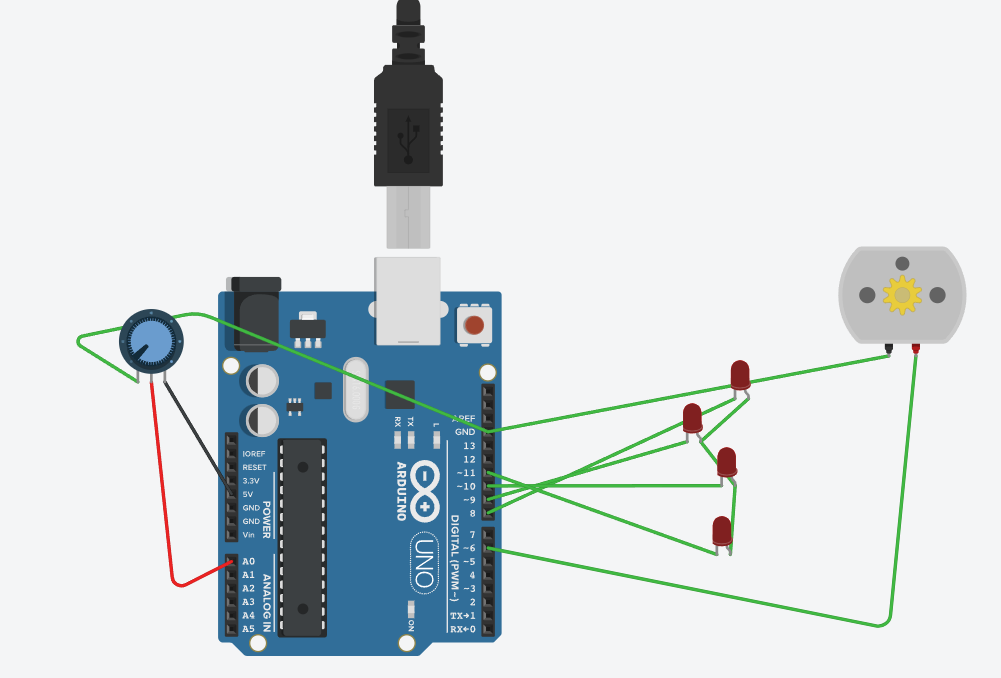 AREF
GND
13
12
~11
~10
~9
8
7
~6
~5
4
~3
2
TX→1
RX←0
DIGITAL (PWM~)
IOREF
RESET
3.3V
5V
GND
GND
Vin
POWER
A0
A1
A2
A3
A4
A5
ANALOG IN
RX
TX
L
ARDUINO
UNO
ON